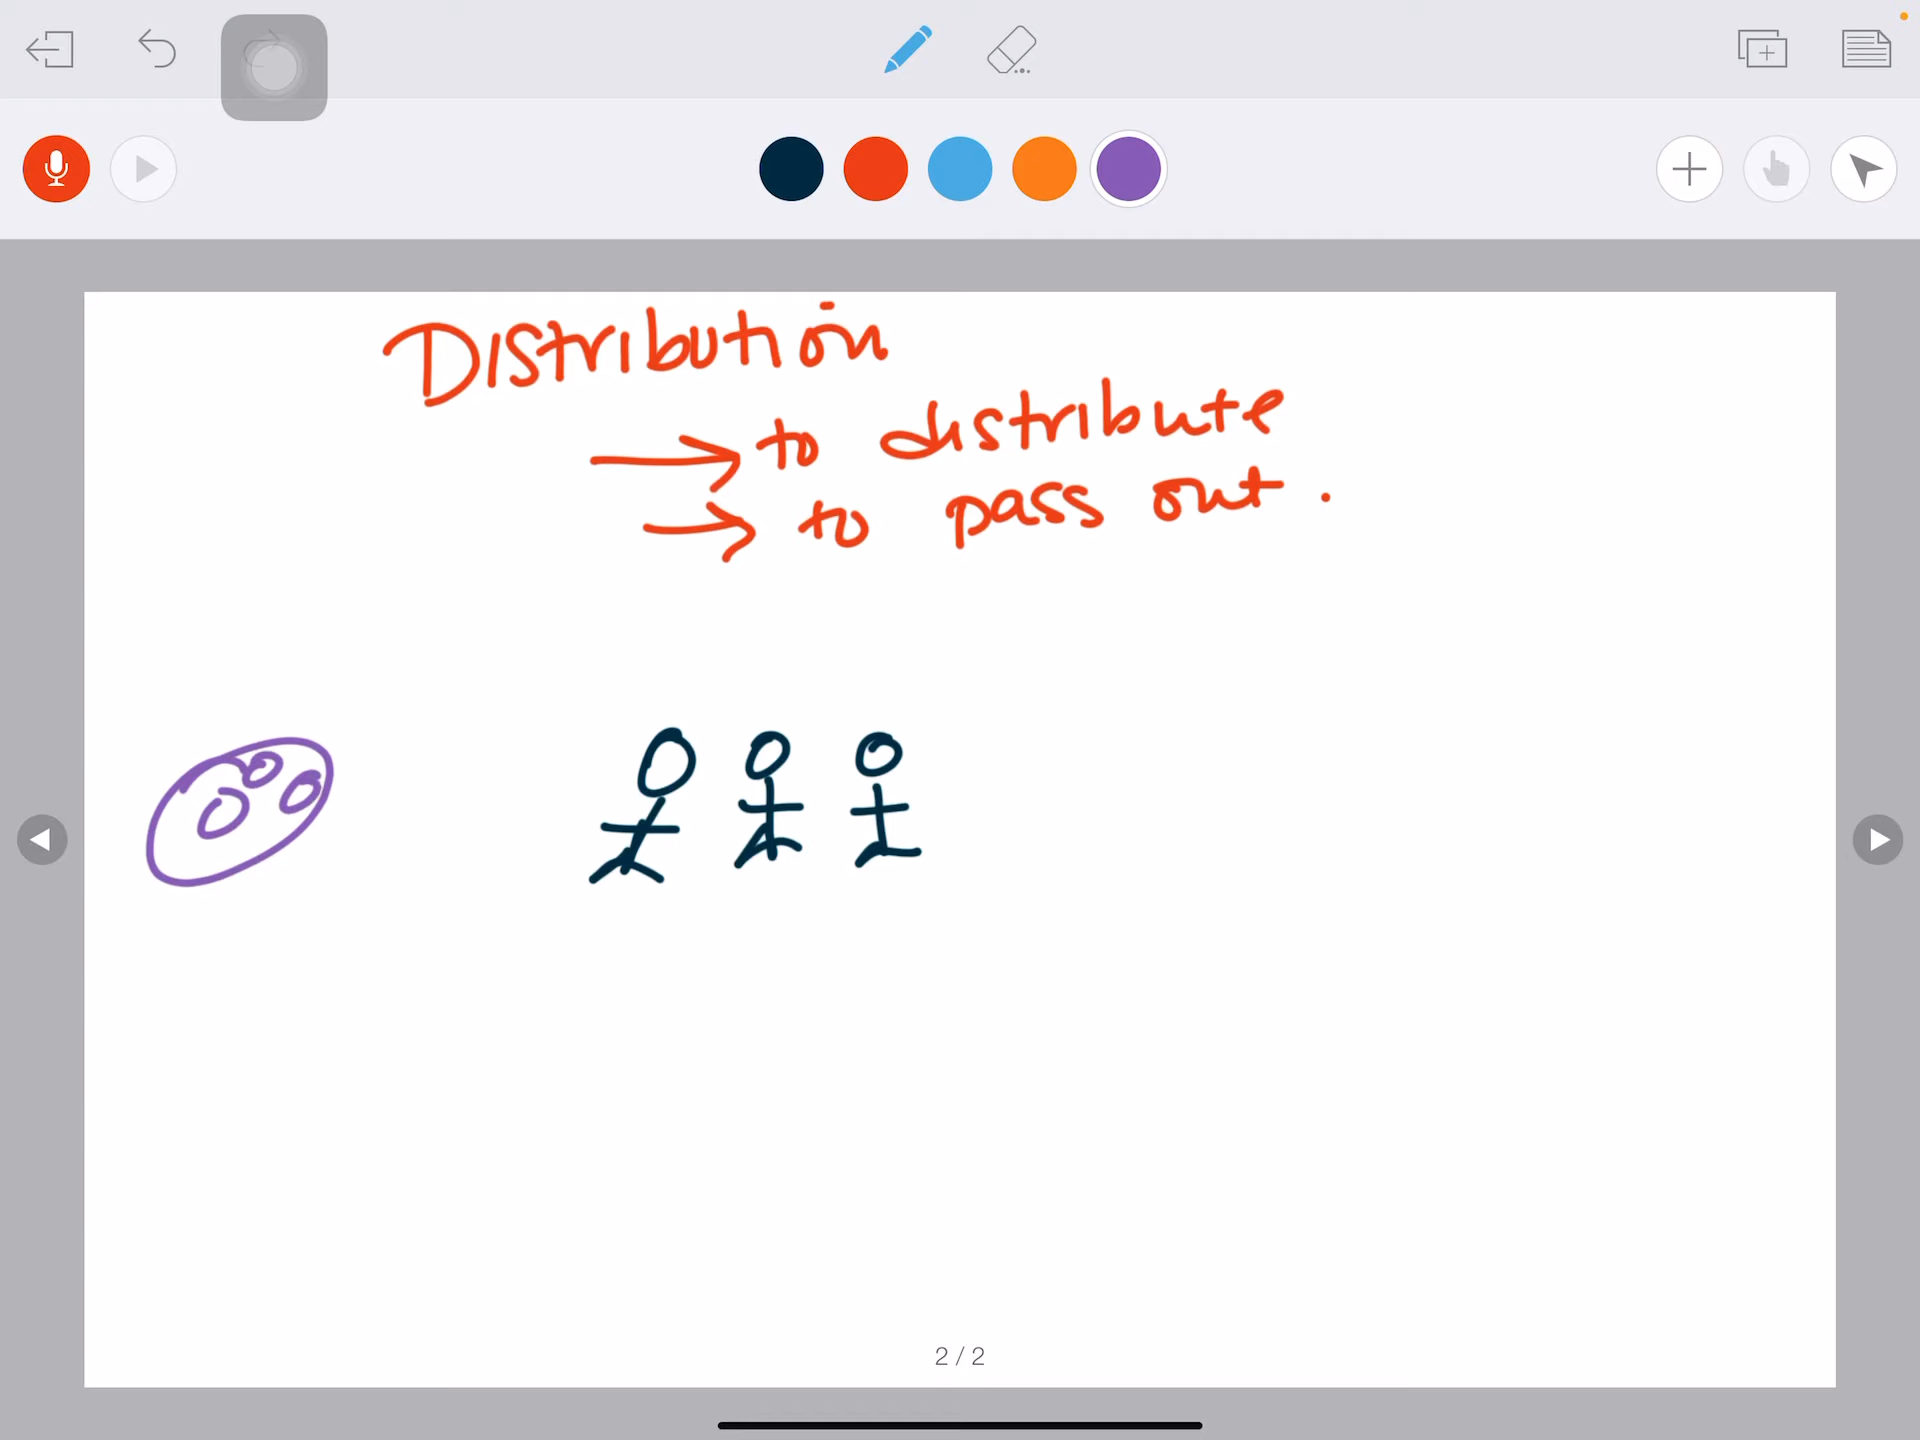 Distribution
→ to distribute
→ to pass out.
2 / 2